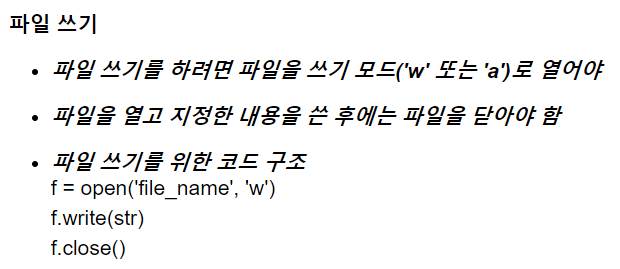 파일 쓰기
• 파일 쓰기를 하려면 파일을 쓰기 모드('w' 또는 'a')로 열어야
• 파일을 열고 지정한 내용을 쓴 후에는 파일을 닫아야 함
• 파일 쓰기를 위한 코드 구조
f = open('file_name', 'w')
f.write(str)
f.close()